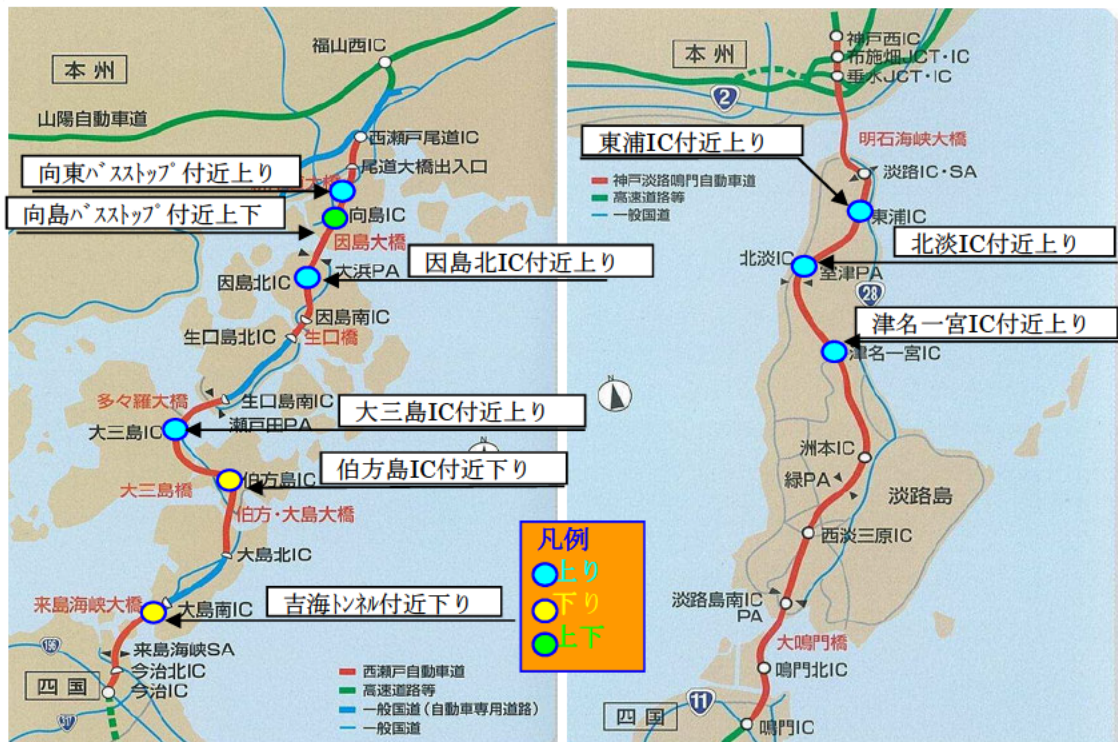 福山西IC
本州
山陽自動車道
西瀬戸尾道IC
尾道大橋出入口
向東ﾊﾞｽｽﾄｯﾌﾟ付近上り
向島ﾊﾞｽｽﾄｯﾌﾟ付近上下
向島IC
因島大橋
大浜PA
因島北IC付近上り
因島北IC
因島南IC
生口島北IC
生口橋
多々羅大橋
生口島南IC
瀬戸田PA
大三島IC
大三島IC付近上り
大三島橋
伯方島IC
伯方島IC付近下り
伯方・大島大橋
大島北IC
来島海峡大橋
大島南IC
吉海ﾄﾝﾈﾙ付近下り
196
来島海峡SA
今治北IC
四国
今治IC
西瀬戸自動車道
高速道路等
一般国道(自動車専用道路)
一般国道
N
凡例
上り
下り
上下
本州
神戸西IC
布施畑JCT・IC
垂水JCT・IC
2
明石海峡大橋
東浦IC付近上り
淡路IC・SA
神戸淡路鳴門自動車道
高速道路等
一般国道
東浦IC
北淡IC付近上り
北淡IC
室津PA
28
津名一宮IC付近上り
津名一宮IC
洲本IC
緑PA
淡路島
西淡三原IC
淡路島南IC
PA
大鳴門橋
鳴門北IC
四国
11
鳴門IC